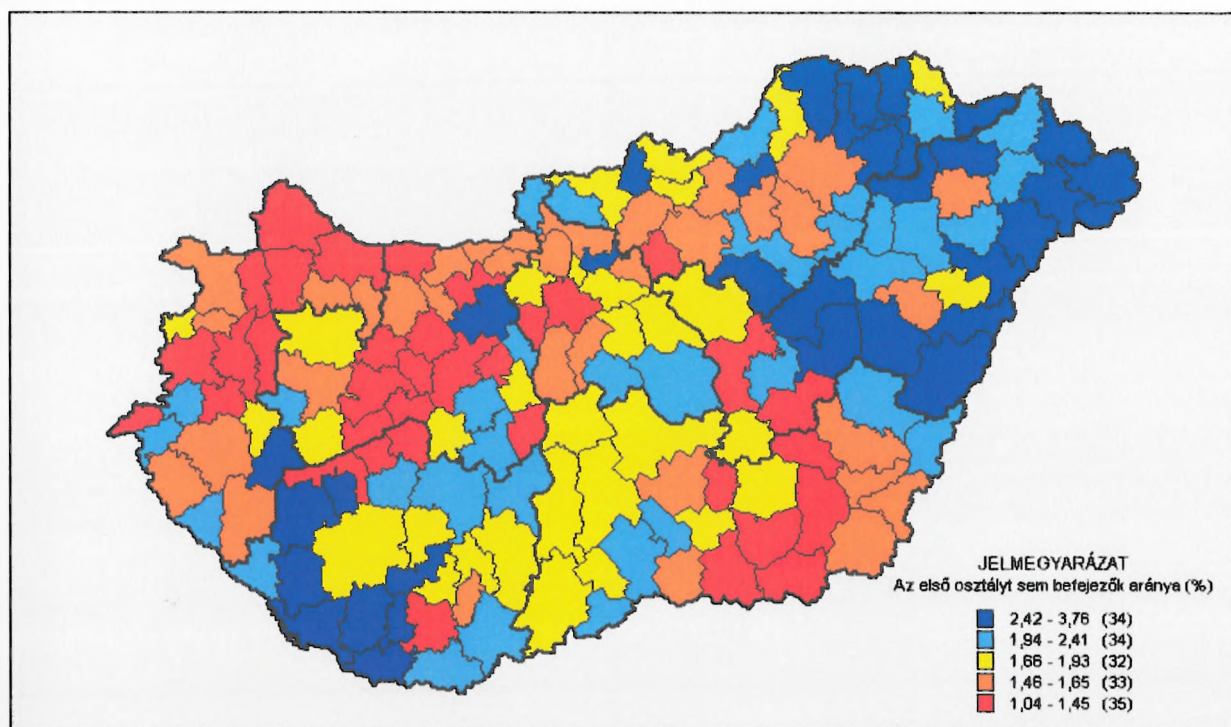 JELMEGYARÁZAT
Az első osztályt sem befejezők aránya (%)
2,42 - 3,76 (34)
1,94 - 2,41 (34)
1,66 - 1,93 (32)
1,46 - 1,65 (33)
1,04 - 1,45 (35)